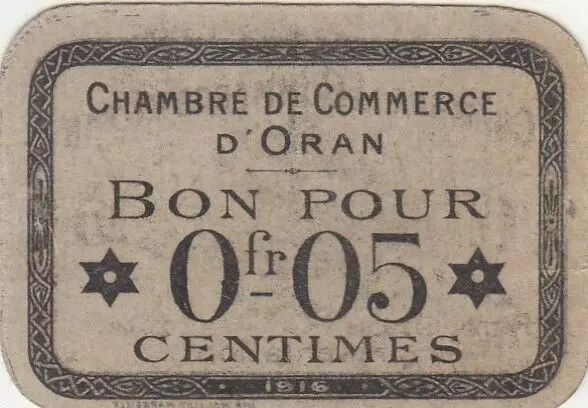 CHAMBRE DE COMMERCE
D'ORAN
BON POUR
0fr-05
CENTIMES
1916